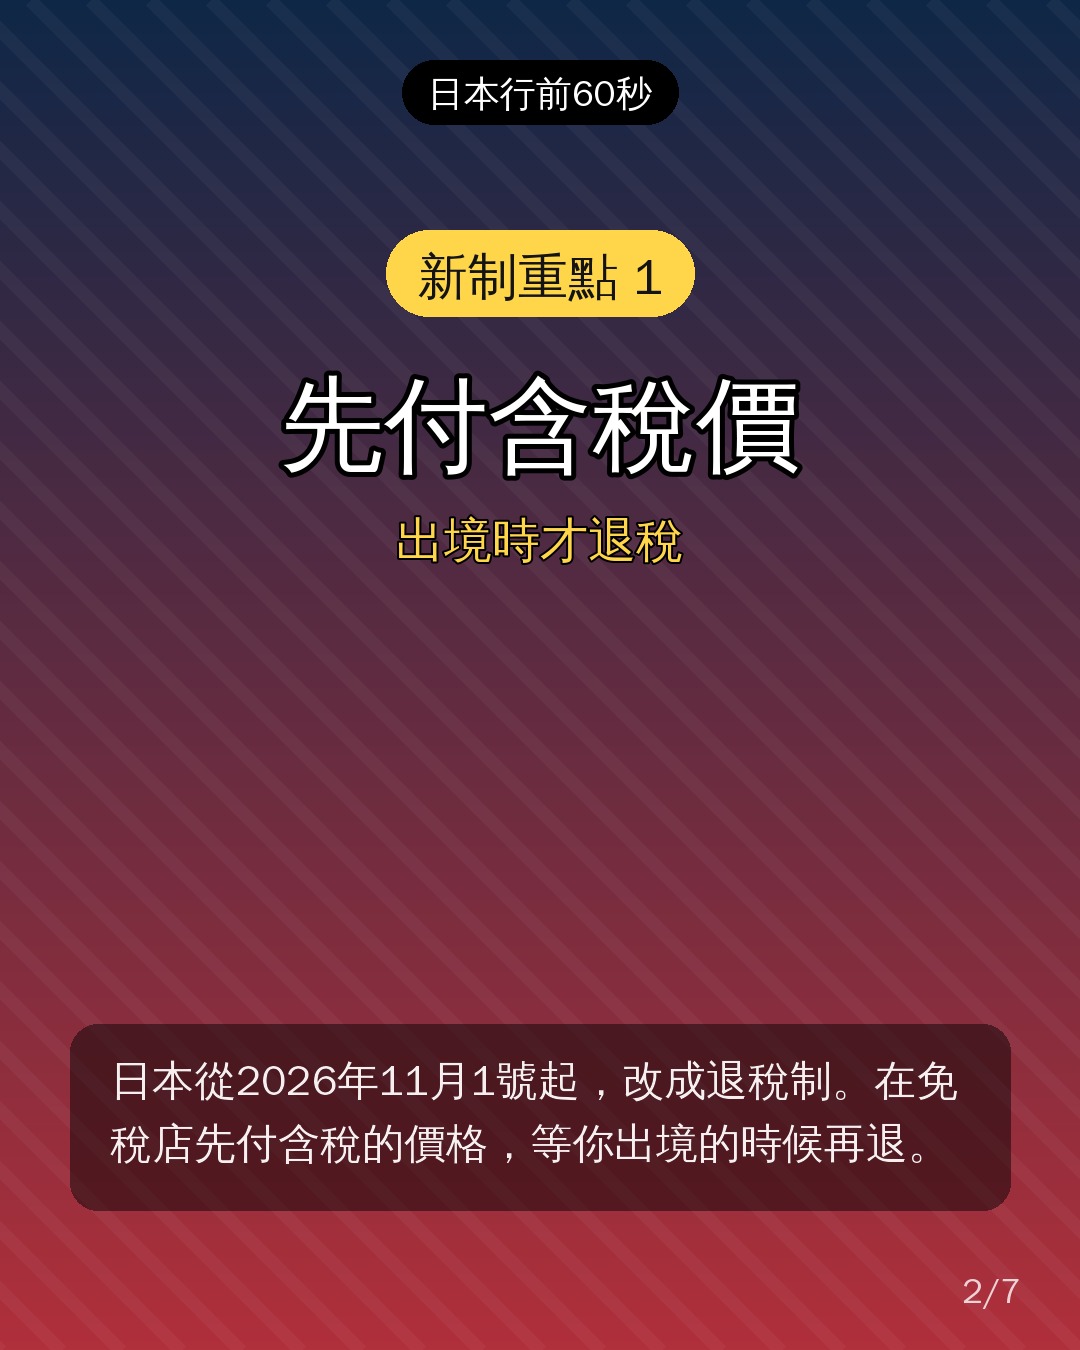 日本行前60秒
新制重點 1
先付含稅價
出境時才退稅
日本從2026年11月1號起，改成退稅制。在免
稅店先付含稅的價格，等你出境的時候再退。
2/7